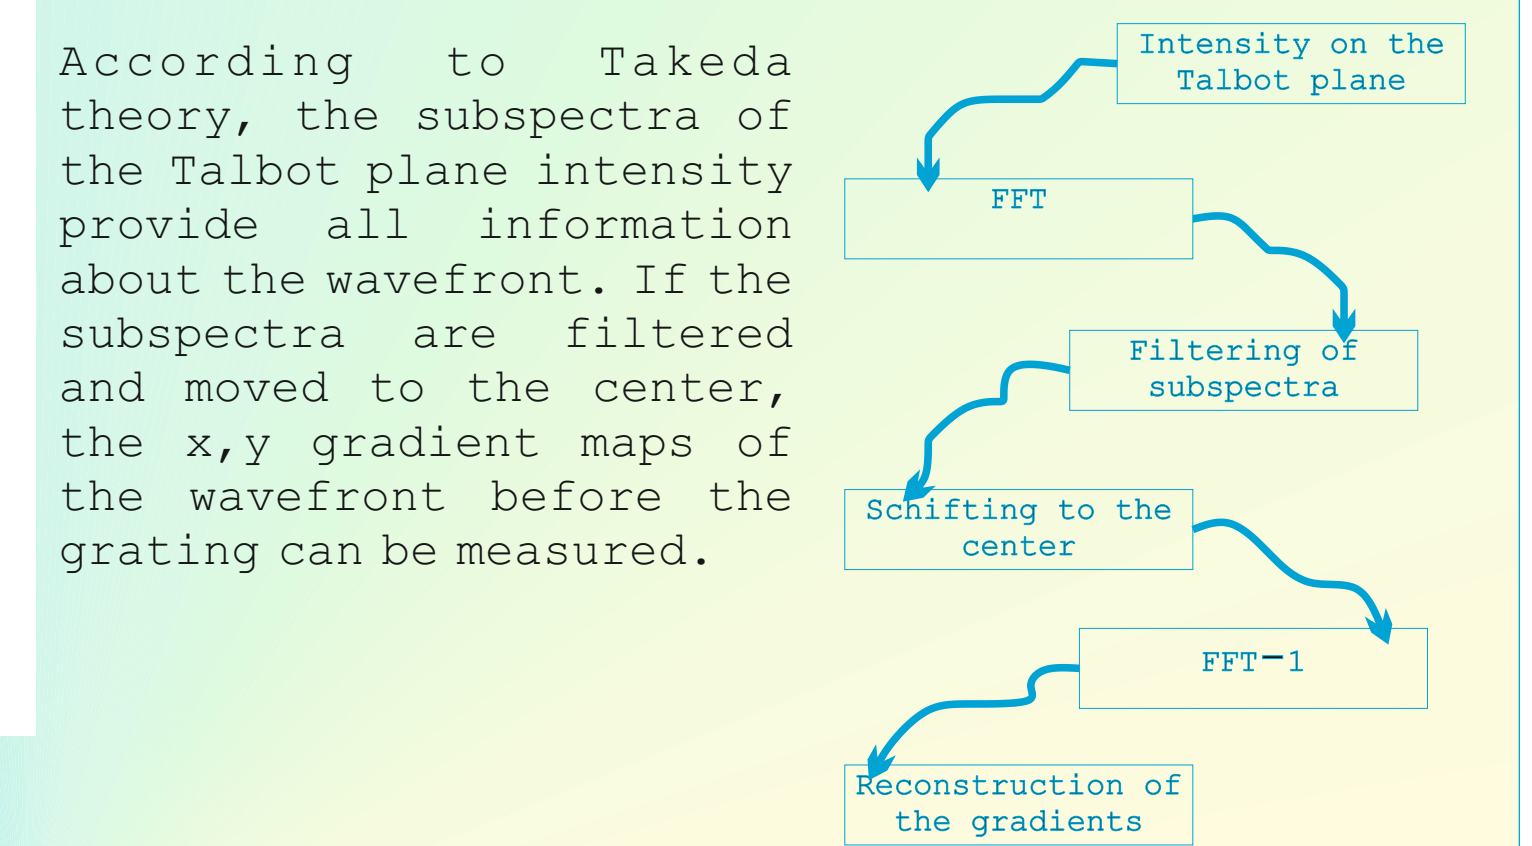 According to Takeda
theory, the subspectra of
the Talbot plane intensity
provide all information
about the wavefront. If the
subspectra are filtered
and moved to the center,
the x,y gradient maps of
the wavefront before the
grating can be measured.
Intensity on the
Talbot plane
FFT
Filtering of
subspectra
Schifting to the
center
FFT-1
Reconstruction of
the gradients